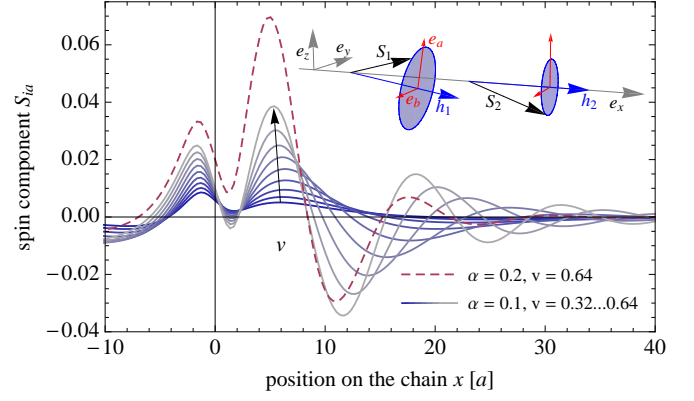 0.06
0.04
0.02
0.00
-0.02
-0.04
spin component S_{ia}
e_z
e_y
S_1
e_a
e_b
h_1
S_2
h_2
e_x
v
α = 0.2, v = 0.64
α = 0.1, v = 0.32...0.64
-10
0
10
20
30
40
position on the chain x [a]